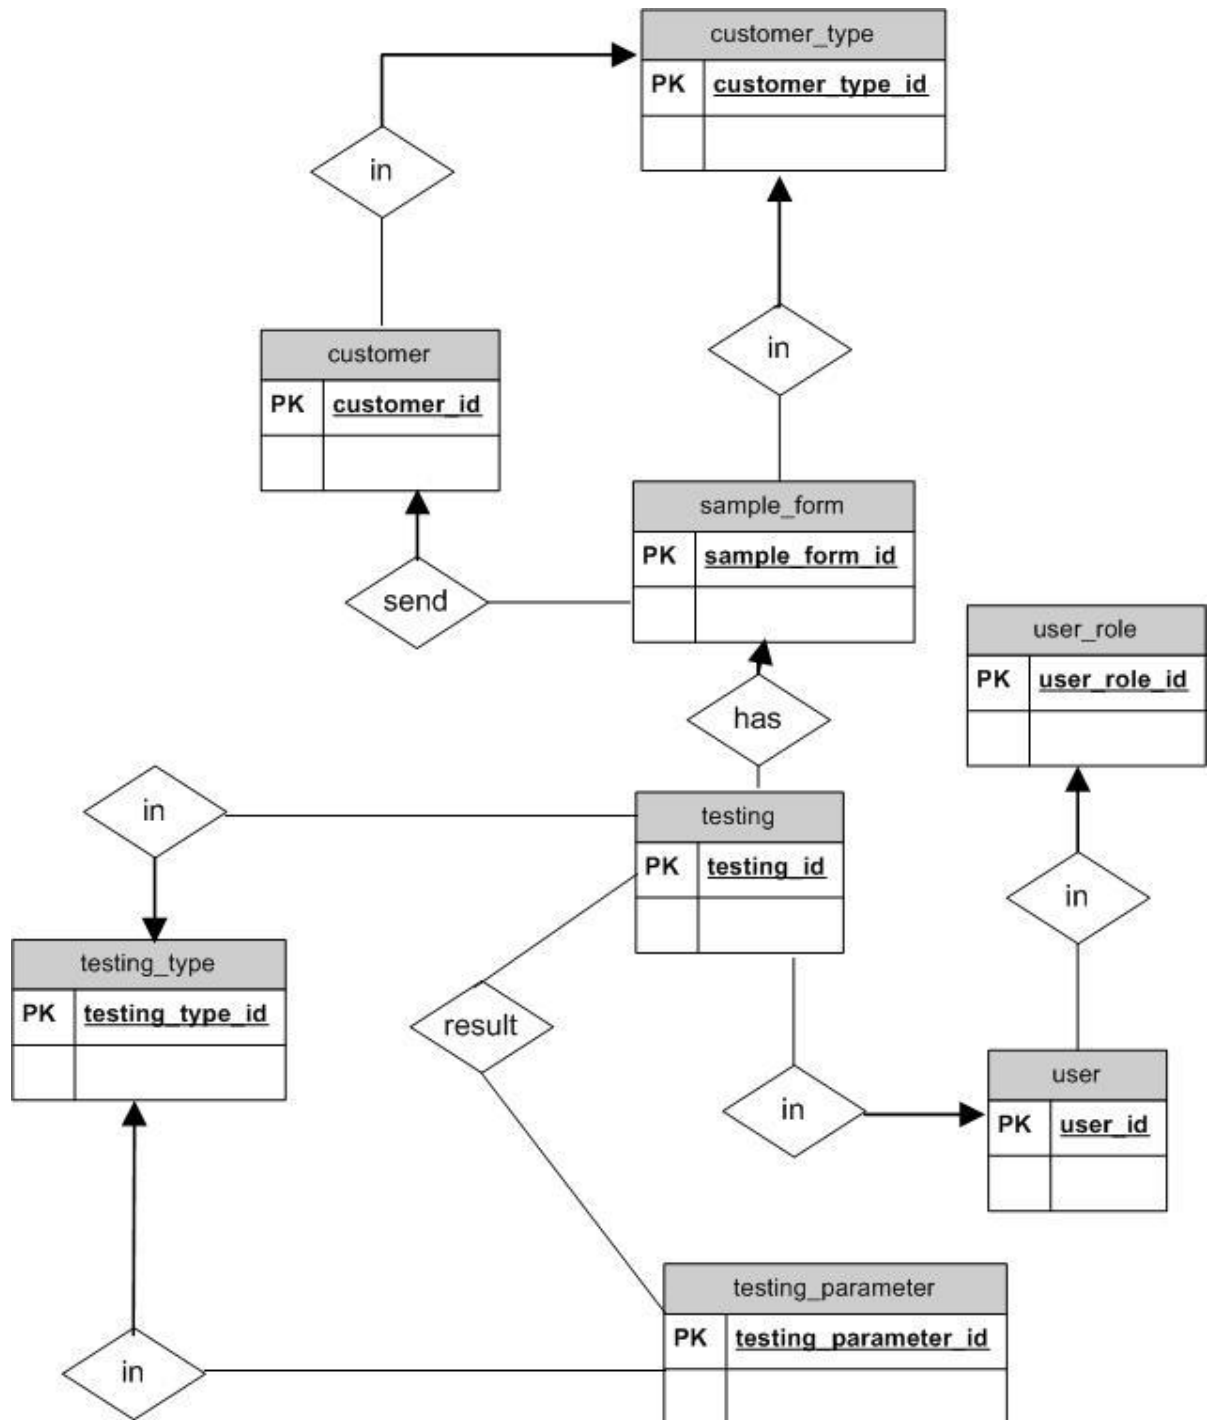 customer_type
PK customer_type_id
in
in
customer
PK customer_id
sample_form
PK sample_form_id
send
user_role
PK user_role_id
has
in
testing
PK testing_id
in
testing_type
PK testing_type_id
result
user
PK user_id
in
testing_parameter
PK testing_parameter_id
in